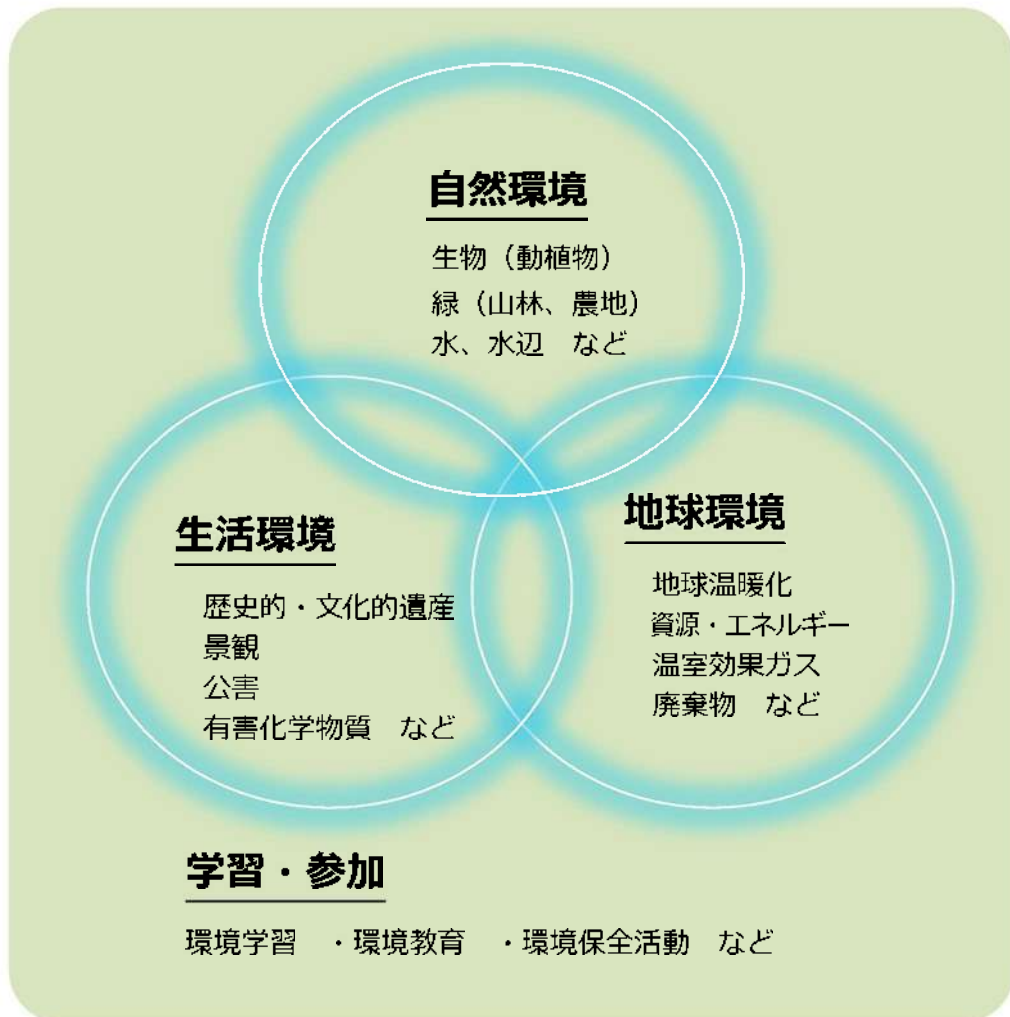 自然環境
生物（動植物）
緑（山林、農地）
水、水辺　など
生活環境
歴史的・文化的遺産
景観
公害
有害化学物質　など
地球環境
地球温暖化
資源・エネルギー
温室効果ガス
廃棄物　など
学習・参加
環境学習　・環境教育　・環境保全活動　など